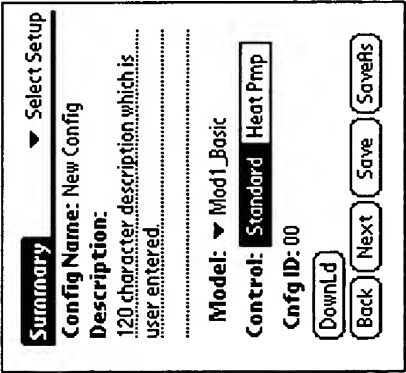 Summary ▼ Select Setup
Config Name: New Config
Description:
120 character description which is
user entered.
Model: ▼ Mod1_Basic
Control: Standard Heat Pmp
Cnfg ID: 00
DownLd
Back Next Save SaveAs